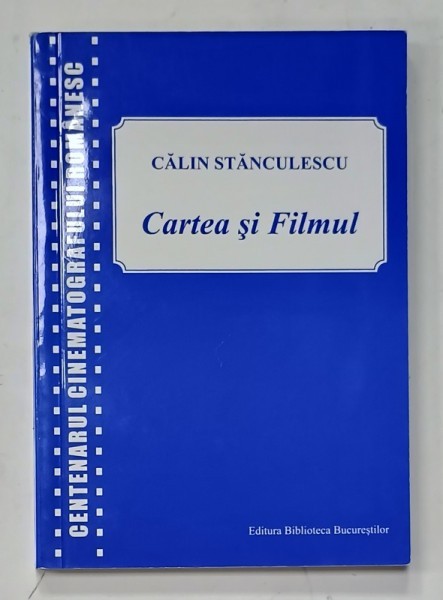 CENTENARUL CINEMATOGRAFULUI ROMÂNESC
CĂLIN STĂNCULESCU
Cartea şi Filmul
Editura Biblioteca Bucureştilor